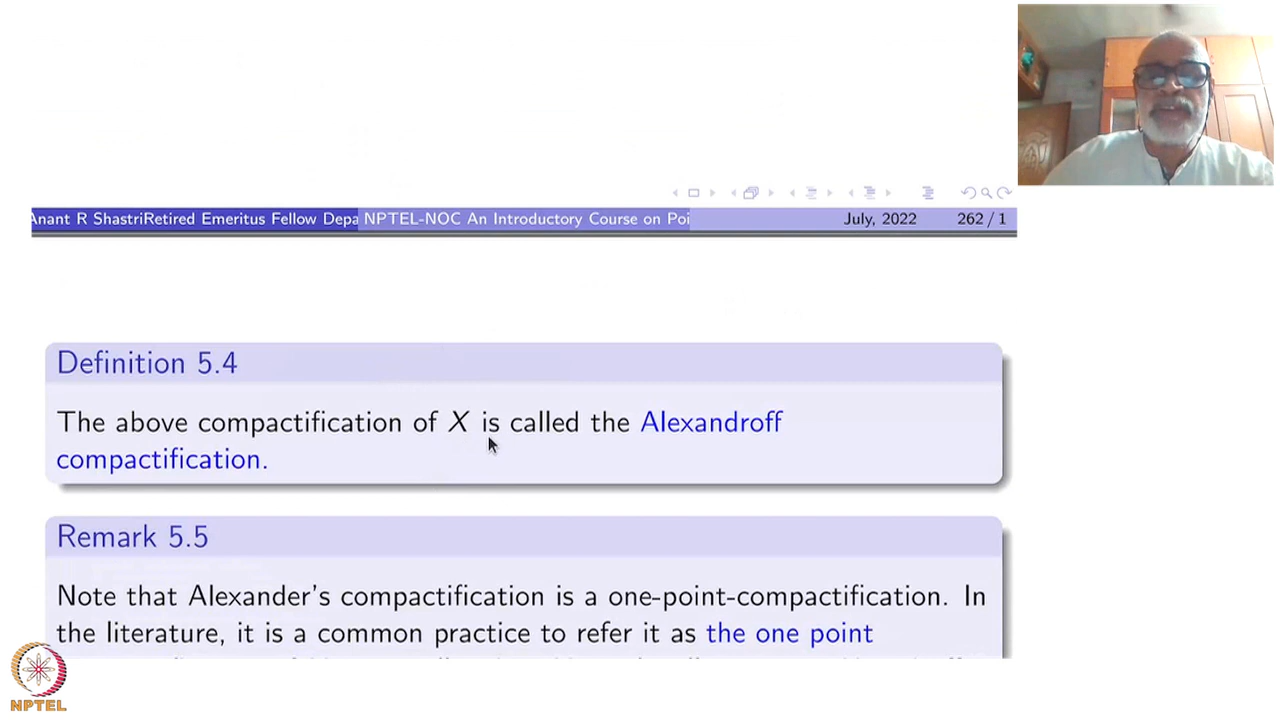 Anant R ShastriRetired Emeritus Fellow Depa NPTEL-NOC An Introductory Course on Poi July, 2022 262 / 1
Definition 5.4
The above compactification of X is called the Alexandroff
compactification.
Remark 5.5
Note that Alexander's compactification is a one-point-compactification. In
the literature, it is a common practice to refer it as the one point
NPTEL